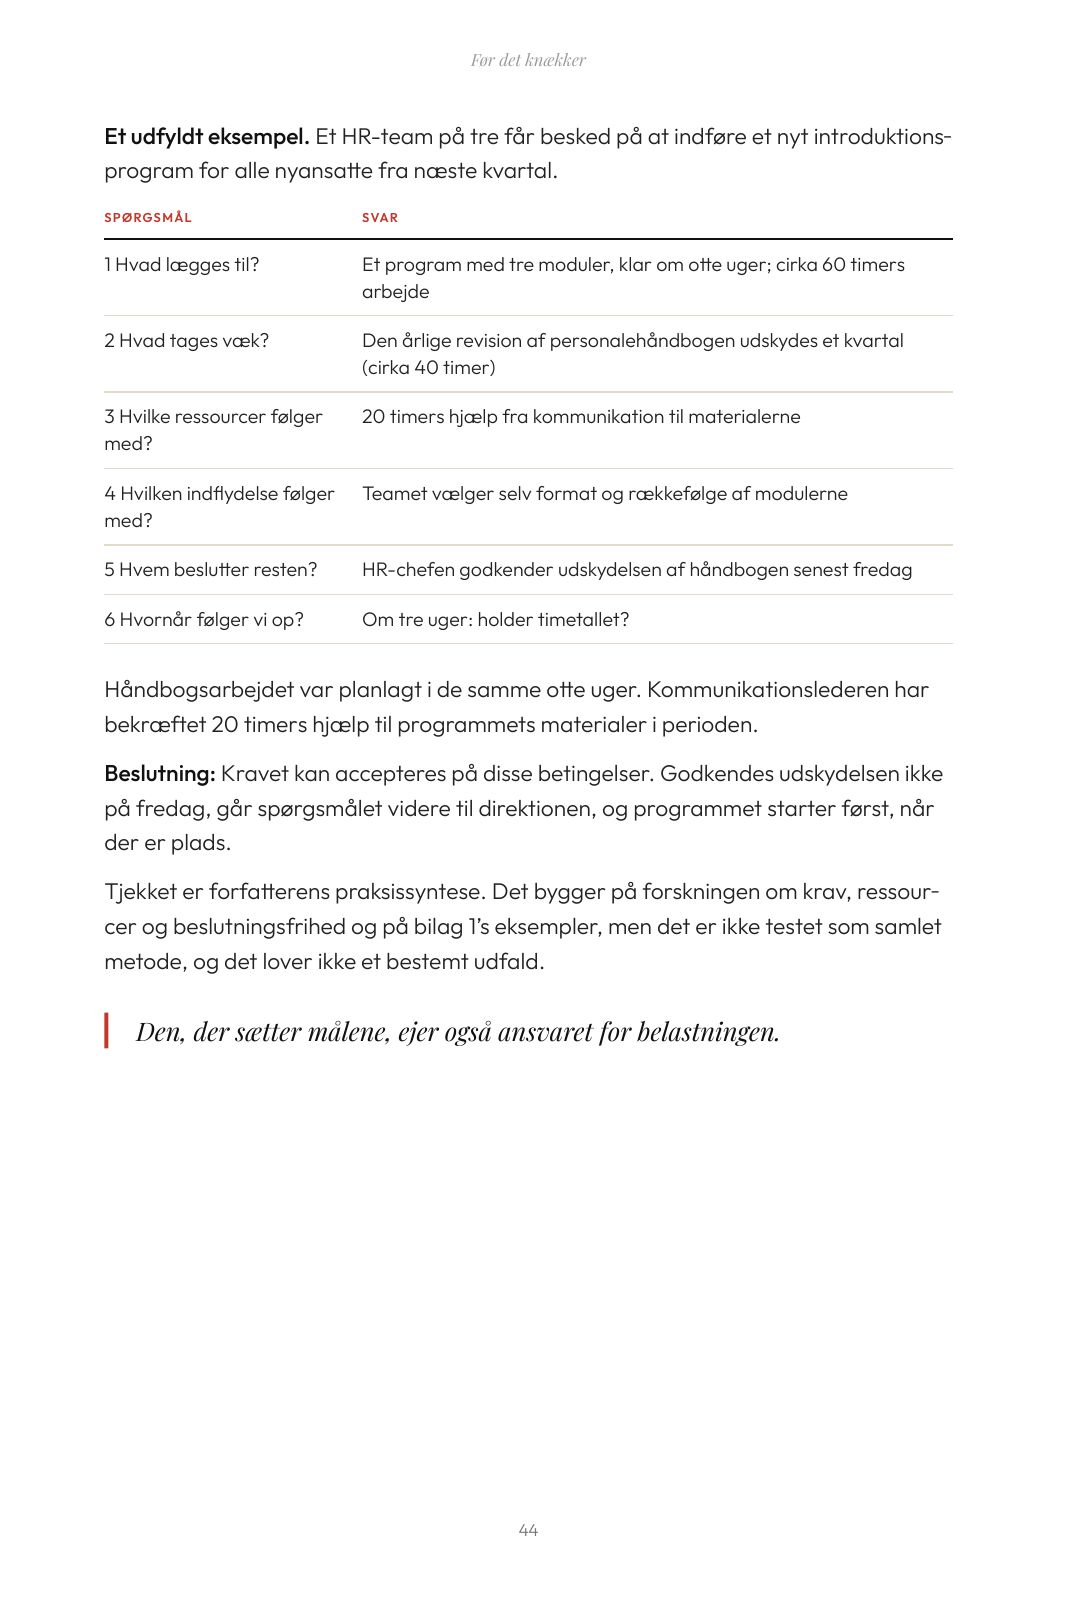 Før det knækker
Et udfyldt eksempel. Et HR-team på tre får besked på at indføre et nyt introduktions-
program for alle nyansatte fra næste kvartal.
SPØRGSMÅL SVAR
1 Hvad lægges til? Et program med tre moduler, klar om otte uger; cirka 60 timers
arbejde
2 Hvad tages væk? Den årlige revision af personalehåndbogen udskydes et kvartal
(cirka 40 timer)
3 Hvilke ressourcer følger 20 timers hjælp fra kommunikation til materialerne
med?
4 Hvilken indflydelse følger Teamet vælger selv format og rækkefølge af modulerne
med?
5 Hvem beslutter resten? HR-chefen godkender udskydelsen af håndbogen senest fredag
6 Hvornår følger vi op? Om tre uger: holder timetallet?
Håndbogsarbejdet var planlagt i de samme otte uger. Kommunikationslederen har
bekræftet 20 timers hjælp til programmets materialer i perioden.
Beslutning: Kravet kan accepteres på disse betingelser. Godkendes udskydelsen ikke
på fredag, går spørgsmålet videre til direktionen, og programmet starter først, når
der er plads.
Tjekket er forfatterens praksissyntese. Det bygger på forskningen om krav, ressour-
cer og beslutningsfrihed og på bilag 1’s eksempler, men det er ikke testet som samlet
metode, og det lover ikke et bestemt udfald.
Den, der sætter målene, ejer også ansvaret for belastningen.
44